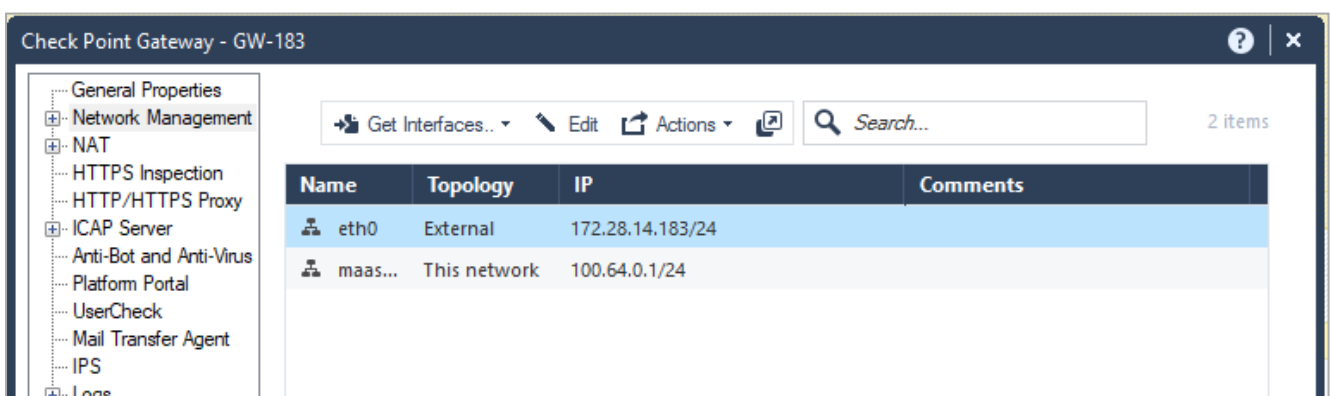 Check Point Gateway - GW-183
General Properties
Network Management
NAT
HTTPS Inspection
HTTP/HTTPS Proxy
ICAP Server
Anti-Bot and Anti-Virus
Platform Portal
UserCheck
Mail Transfer Agent
IPS
Logs
Get Interfaces.. Edit Actions Search... 2 items
Name Topology IP Comments
eth0 External 172.28.14.183/24
maas... This network 100.64.0.1/24